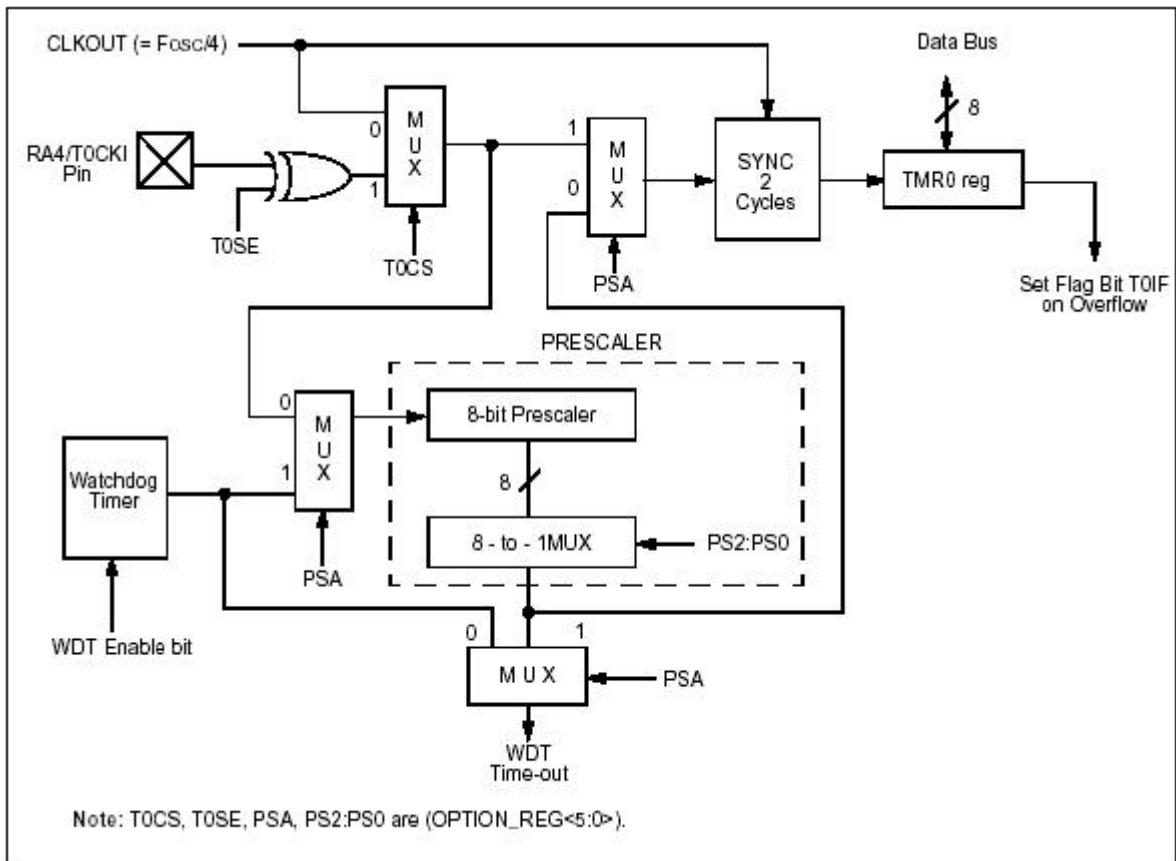 CLKOUT (= Fosc/4)
Data Bus
8
0
M
U
X
1
RA4/T0CKI
Pin
T0SE
T0CS
1
0
M
U
X
PSA
SYNC
2
Cycles
TMR0 reg
Set Flag Bit T0IF
on Overflow
PRESCALER
0
1
M
U
X
8-bit Prescaler
Watchdog
Timer
8
8 - to - 1MUX
PS2:PS0
PSA
WDT Enable bit
0
1
M U X
PSA
WDT
Time-out
Note: T0CS, T0SE, PSA, PS2:PS0 are (OPTION_REG<5:0>).